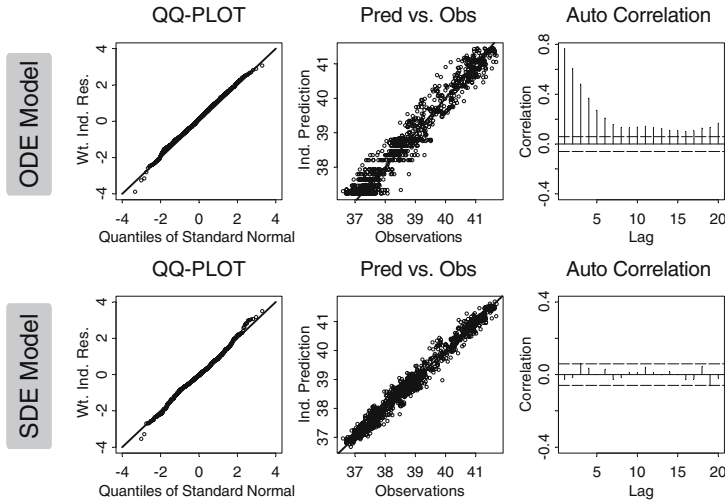 ODE Model
QQ-PLOT
Wt. Ind. Res.
4
2
0
-2
-4
-4 -2 0 2 4
Quantiles of Standard Normal
Pred vs. Obs
Ind. Prediction
41
39
38
37 38 39 40 41
Observations
Auto Correlation
Correlation
0.8
0.4
0.0
-0.4
5 10 15 20
Lag
SDE Model
QQ-PLOT
Wt. Ind. Res.
4
2
0
-2
-4
-4 -2 0 2 4
Quantiles of Standard Normal
Pred vs. Obs
Ind. Prediction
41
39
38
37
36 37 38 39 40 41
Observations
Auto Correlation
Correlation
0.4
0.0
-0.4
5 10 15 20
Lag